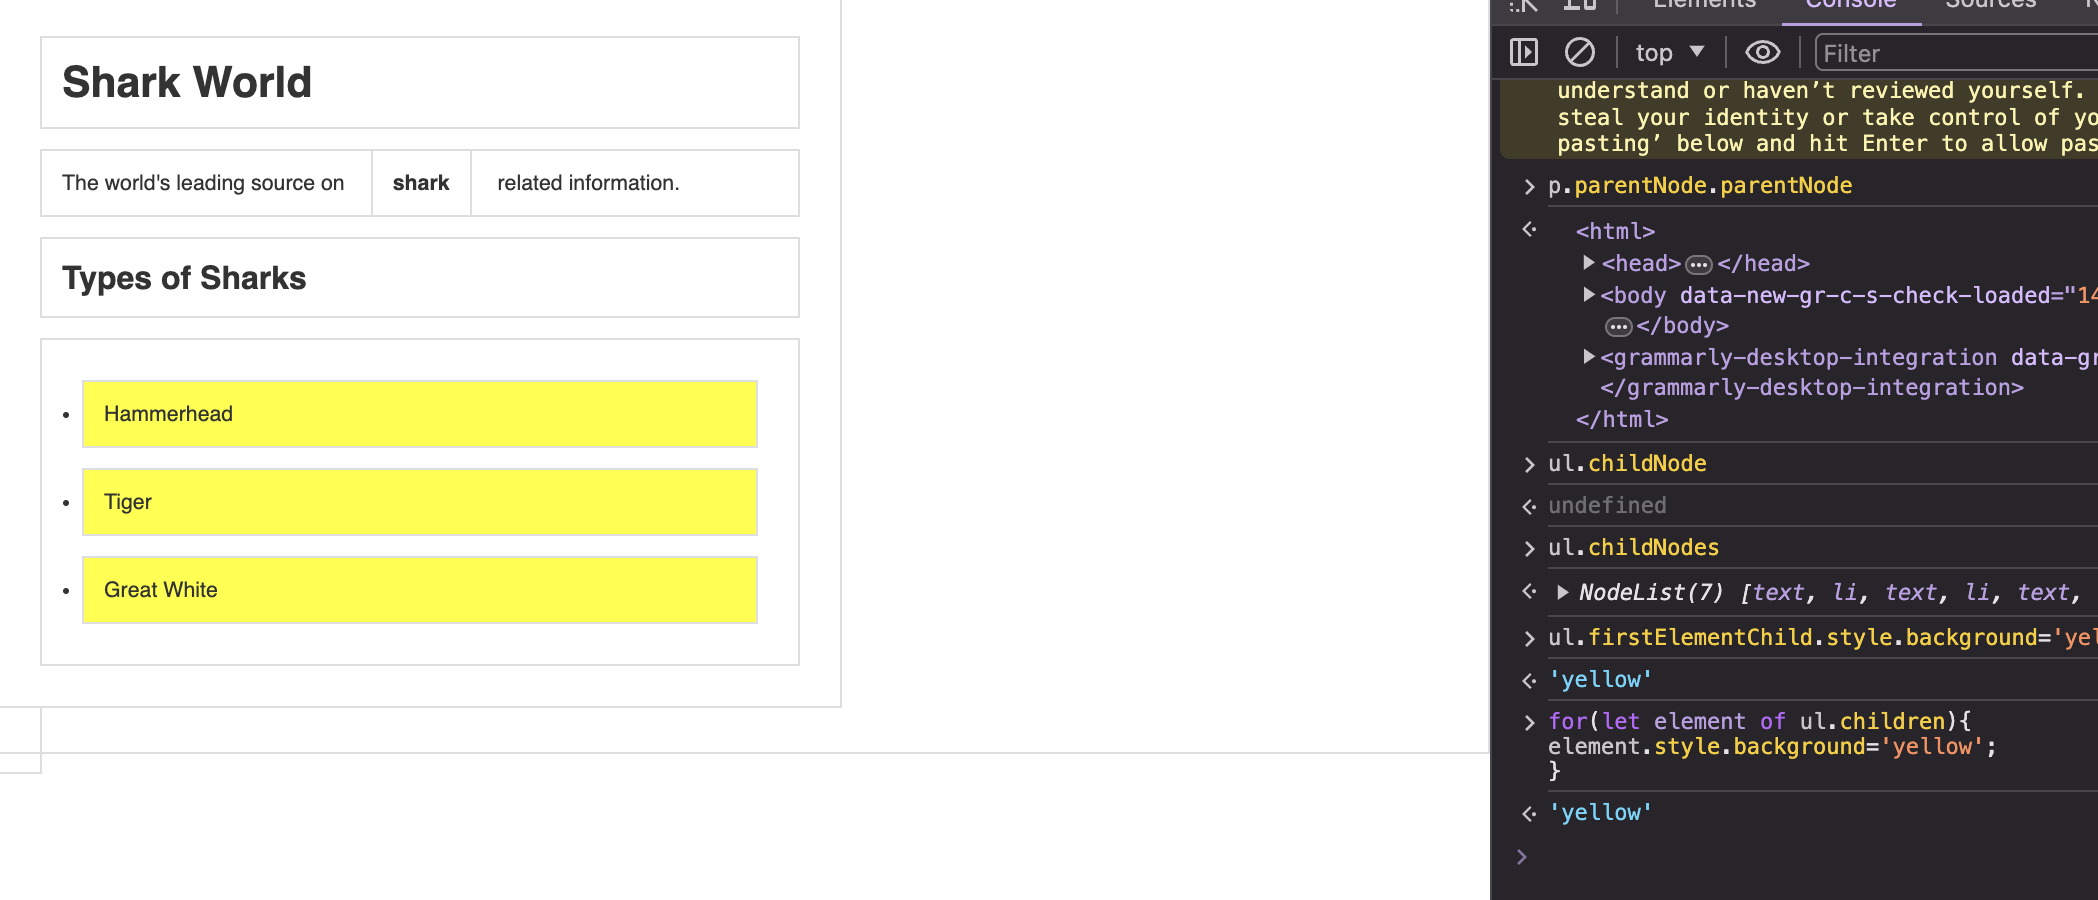 Shark World
The world's leading source on shark related information.
Types of Sharks
• Hammerhead
• Tiger
• Great White
Elements Console Sources
top Filter
understand or haven’t reviewed yourself.
steal your identity or take control of yo
pasting’ below and hit Enter to allow pas
p.parentNode.parentNode
<html>
<head>…</head>
<body data-new-gr-c-s-check-loaded="14
…</body>
<grammarly-desktop-integration data-gr
</grammarly-desktop-integration>
</html>
ul.childNode
undefined
ul.childNodes
NodeList(7) [text, li, text, li, text,
ul.firstElementChild.style.background='yel
'yellow'
for(let element of ul.children){
element.style.background='yellow';
}
'yellow'